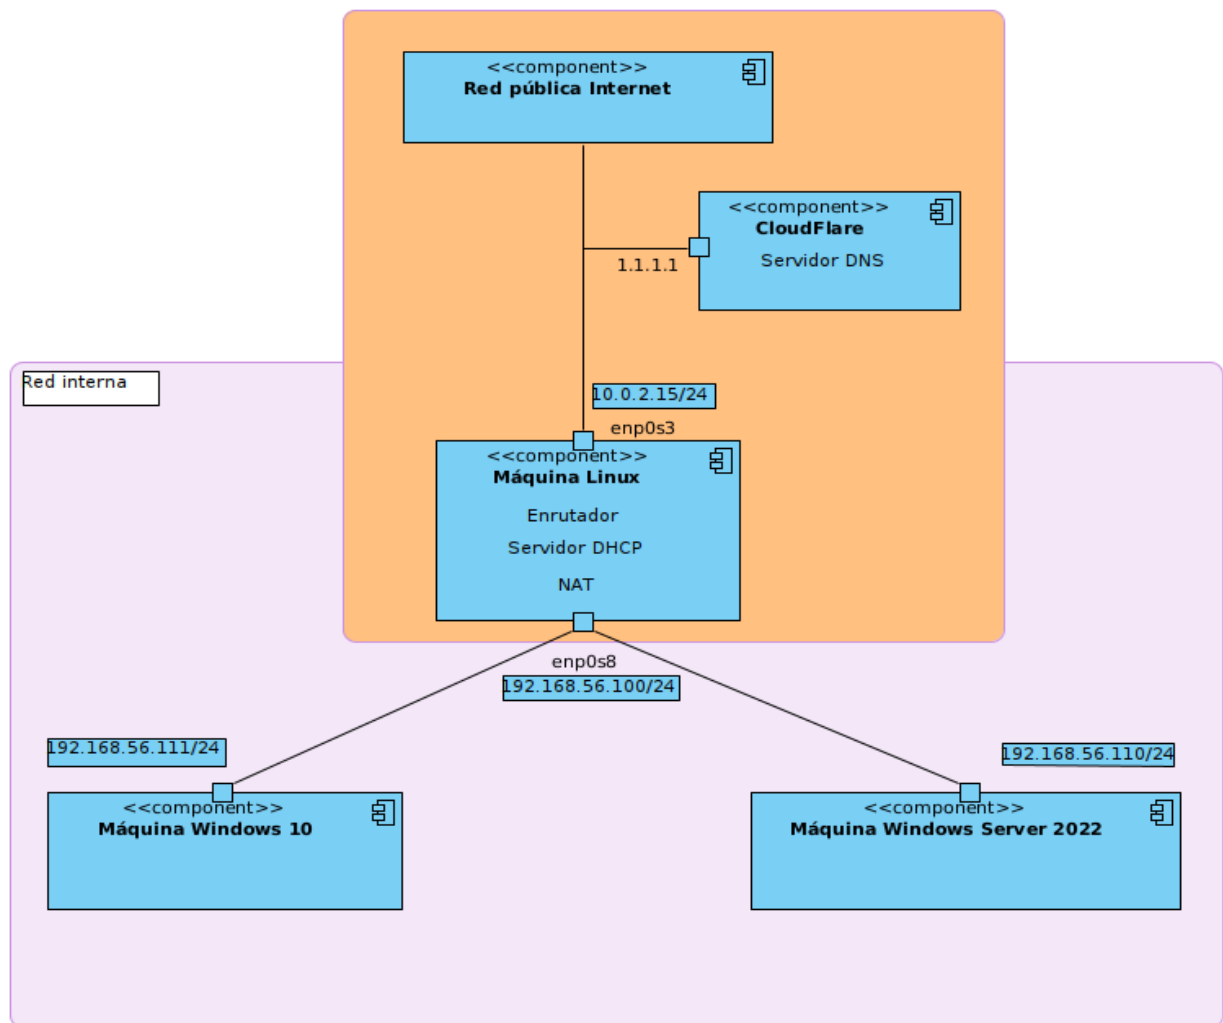 <<component>>
Red pública Internet
<<component>>
CloudFlare
Servidor DNS
1.1.1.1
Red interna
10.0.2.15/24
enp0s3
<<component>>
Máquina Linux
Enrutador
Servidor DHCP
NAT
enp0s8
192.168.56.100/24
192.168.56.111/24
192.168.56.110/24
<<component>>
Máquina Windows 10
<<component>>
Máquina Windows Server 2022